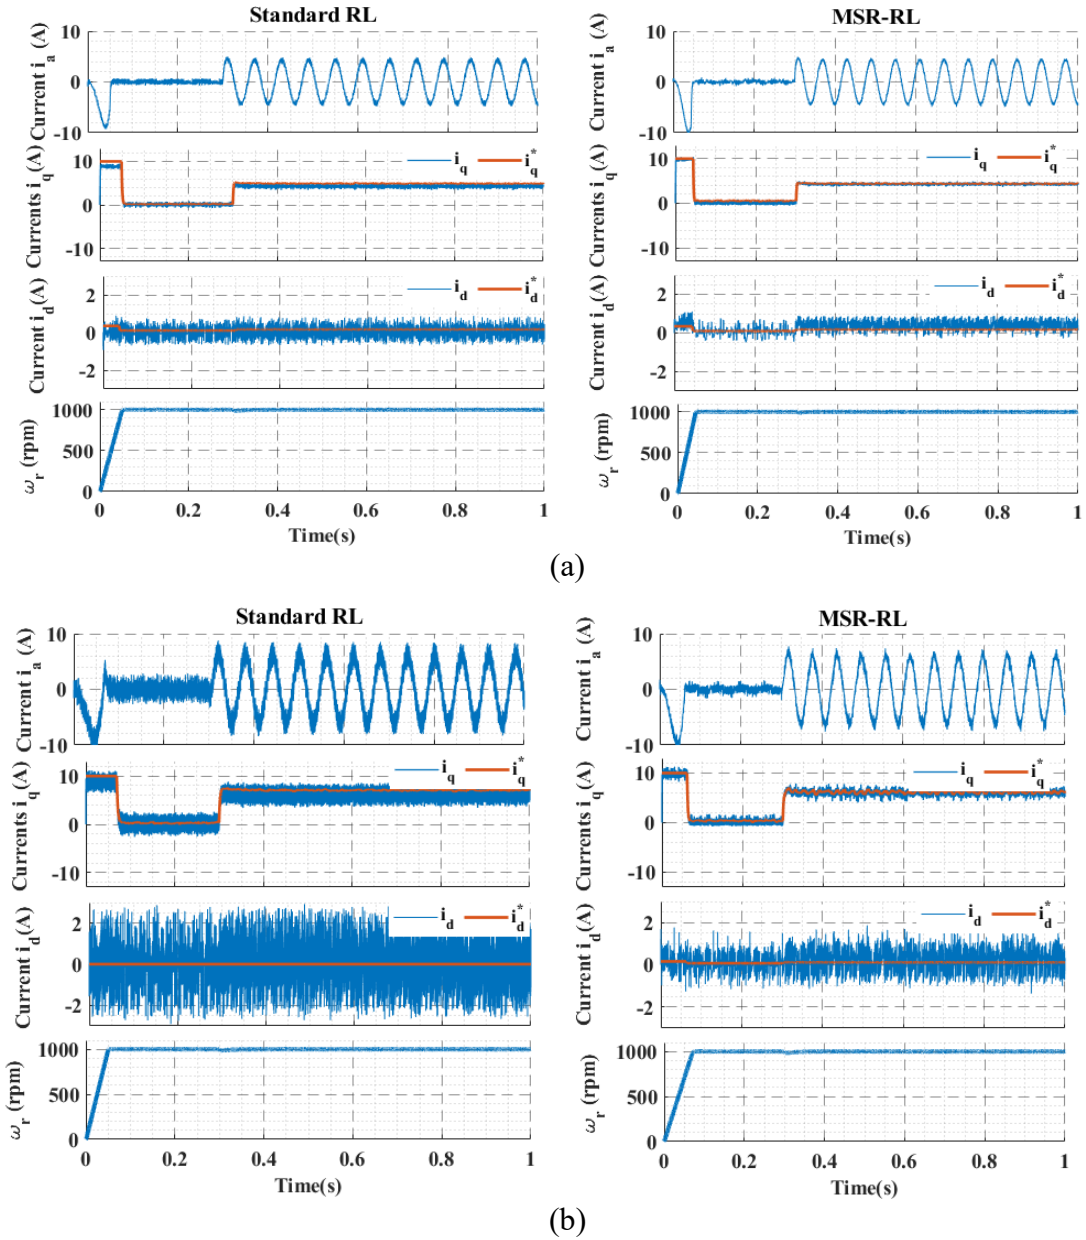 Standard RL
Current i_a (A)
10
0
-10
Currents i_q(A)
10
0
-10
i_q i_q^*
Current i_d(A)
2
0
-2
i_d i_d^*
ω_r (rpm)
1000
500
0
0 0.2 0.4 0.6 0.8 1
Time(s)
MSR-RL
Current i_a (A)
10
0
-10
Currents i_q(A)
10
0
-10
i_q i_q^*
Current i_d(A)
2
0
-2
i_d i_d^*
ω_r (rpm)
1000
500
0
0 0.2 0.4 0.6 0.8 1
Time(s)
(a)
Standard RL
Current i_a (A)
10
0
-10
Currents i_q(A)
10
0
-10
i_q i_q^*
Current i_d(A)
2
0
-2
i_d i_d^*
ω_r (rpm)
1000
500
0
0 0.2 0.4 0.6 0.8 1
Time(s)
MSR-RL
Current i_a (A)
10
0
-10
Currents i_q(A)
10
0
-10
i_q i_q^*
Current i_d(A)
2
0
-2
i_d i_d^*
ω_r (rpm)
1000
500
0
0 0.2 0.4 0.6 0.8 1
Time(s)
(b)